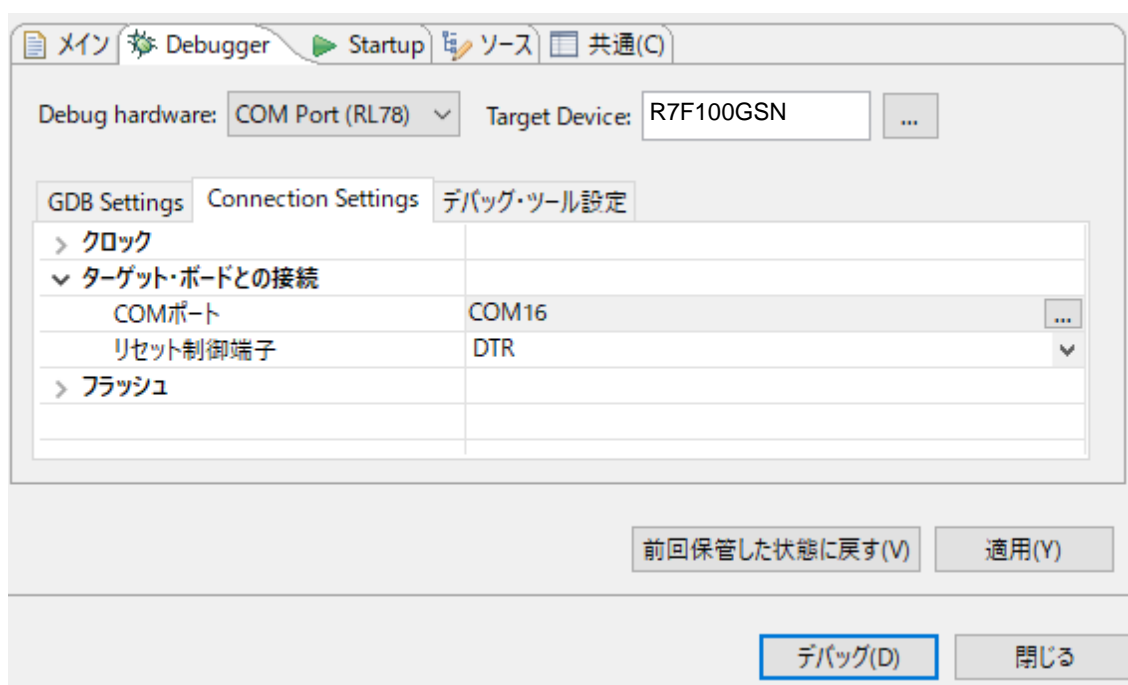 メイン Debugger Startup ソース 共通(C)
Debug hardware: COM Port (RL78) Target Device: R7F100GSN ...
GDB Settings Connection Settings デバッグ・ツール設定
クロック
ターゲット・ボードとの接続
COMポート COM16 ...
リセット制御端子 DTR
フラッシュ
前回保管した状態に戻す(V) 適用(Y)
デバッグ(D) 閉じる